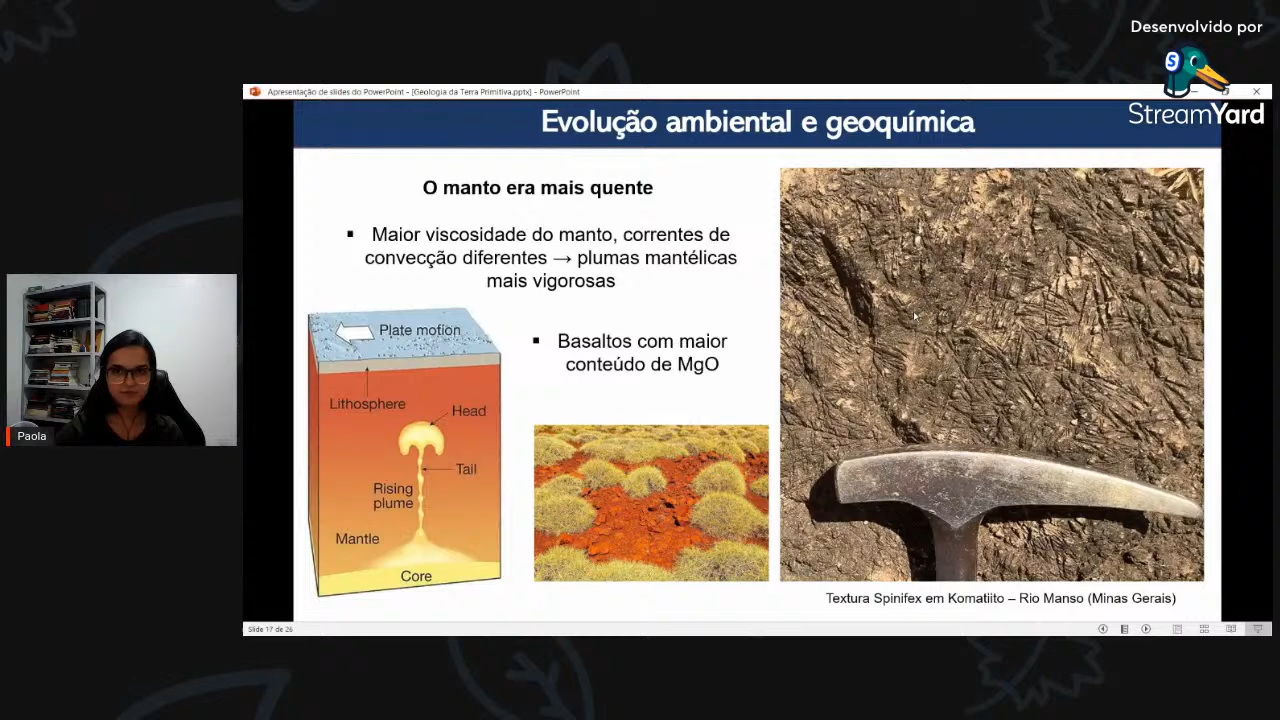 Desenvolvido por
StreamYard
Apresentação de slides do PowerPoint - [Geologia da Terra Primitiva.pptx] - PowerPoint
Evolução ambiental e geoquímica
O manto era mais quente
▪ Maior viscosidade do manto, correntes de
convecção diferentes → plumas mantélicas
mais vigorosas
Plate motion
Lithosphere
Head
Tail
Rising
plume
Mantle
Core
▪ Basaltos com maior
conteúdo de MgO
Textura Spinifex em Komatiito – Rio Manso (Minas Gerais)
Slide 17 de 26
Paola